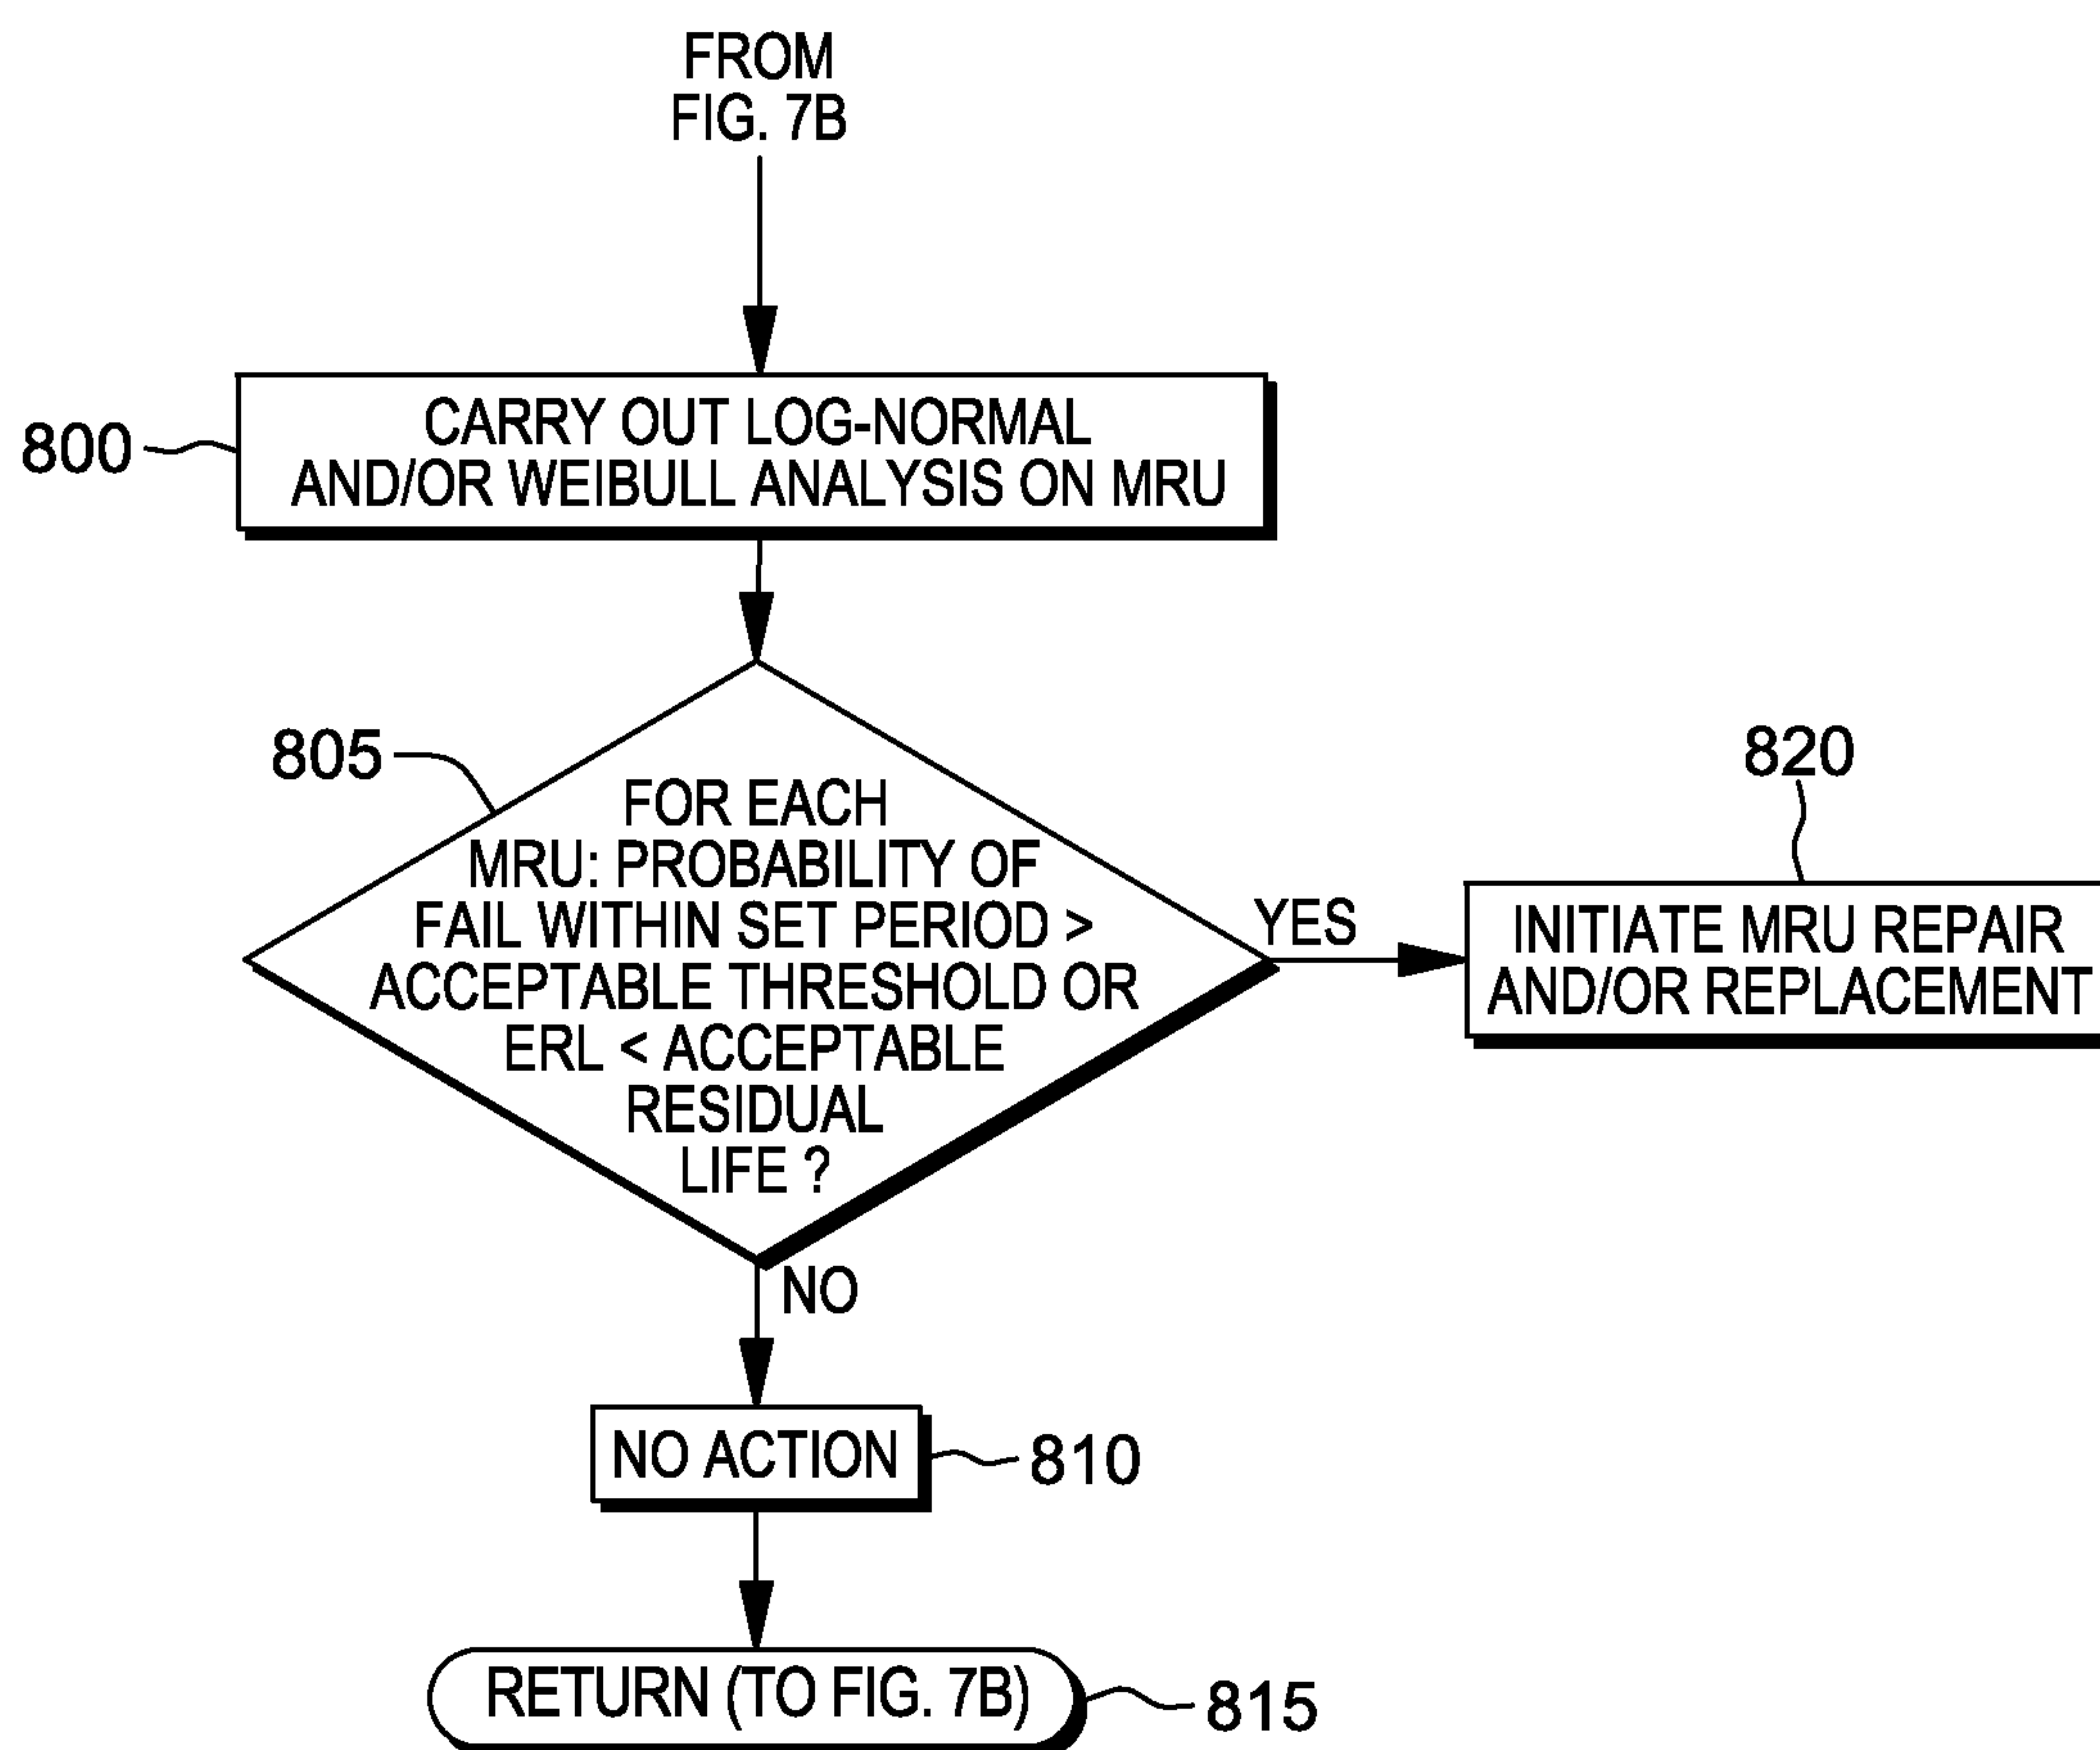 FROM
FIG. 7B
800
CARRY OUT LOG-NORMAL
AND/OR WEIBULL ANALYSIS ON MRU
805
FOR EACH
MRU: PROBABILITY OF
FAIL WITHIN SET PERIOD >
ACCEPTABLE THRESHOLD OR
ERL < ACCEPTABLE
RESIDUAL
LIFE ?
YES
820
INITIATE MRU REPAIR
AND/OR REPLACEMENT
NO
NO ACTION
810
RETURN (TO FIG. 7B)
815